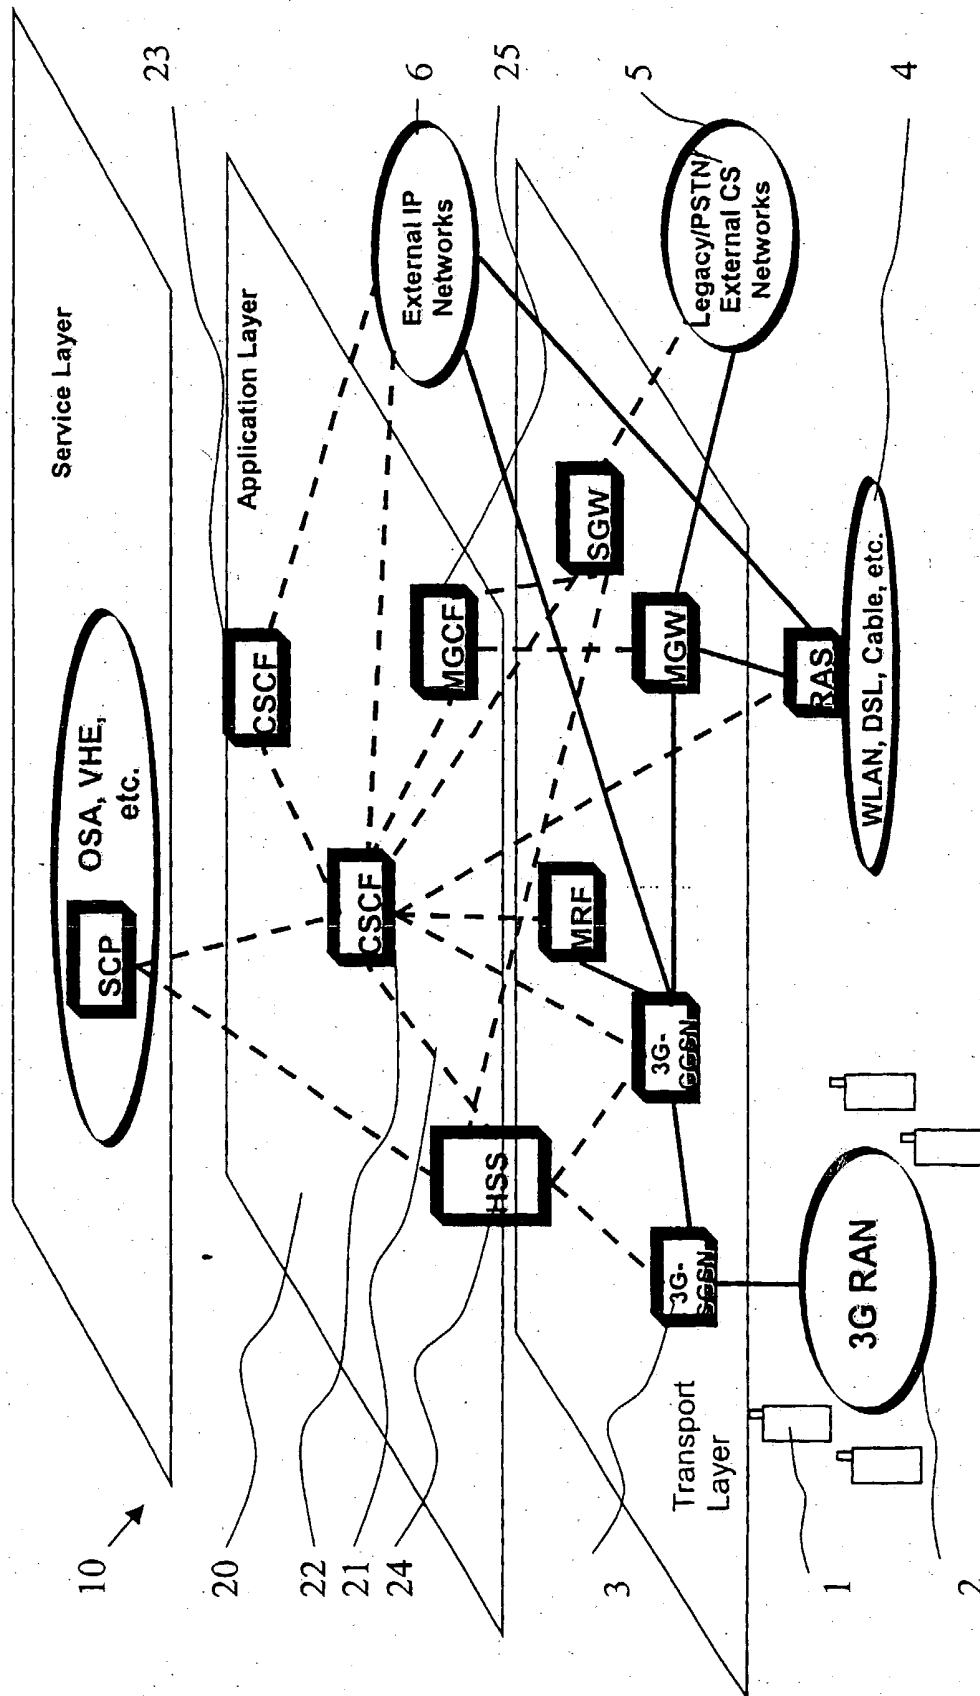 Service Layer
OSA, VHE,
etc.
SCP
23
Application Layer
CSCF
6
External IP
Networks
CSCF
25
MGCF
HSS
SGW
5
Legacy/PSTN
External CS
Networks
MRF
MGW
3G-
GGSN
3G-
SGSN
Transport
Layer
RAS
4
WLAN, DSL, Cable, etc.
3G RAN
10
20
22
21
24
3
1
2